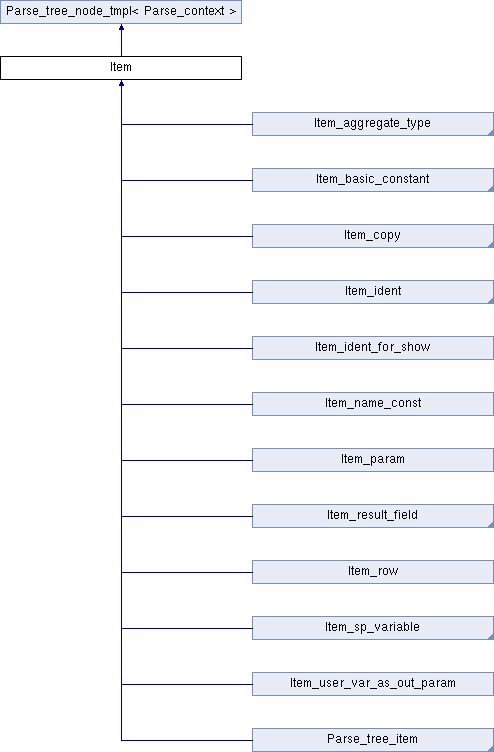 Parse_tree_node_tmpl< Parse_context >
Item
Item_aggregate_type
Item_basic_constant
Item_copy
Item_ident
Item_ident_for_show
Item_name_const
Item_param
Item_result_field
Item_row
Item_sp_variable
Item_user_var_as_out_param
Parse_tree_item